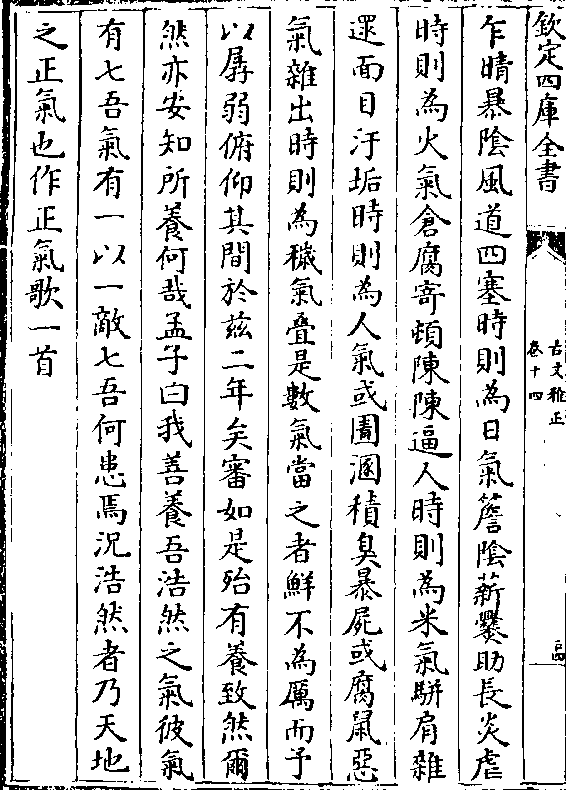 欽定四庫全書
古文雅正
卷十四
乍晴暴陰風道四塞時則為日氣簷陰薪爨助長炎虐
時則為火氣倉腐寄頓陳陳逼人時則為米氣駢肩雜
遝面目汙垢時則為人氣或圊溷積臭暴屍或腐鼠惡
氣雜出時則為穢氣疊是數氣當之者鮮不為厲而予
以孱弱俯仰其間於茲二年矣審如是殆有養致然爾
然亦安知所養何哉孟子曰我善養吾浩然之氣彼氣
有七吾氣有一以一敵七吾何患焉況浩然者乃天地
之正氣也作正氣歌一首